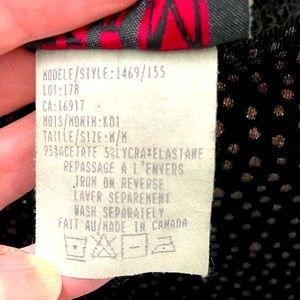 MODELE/STYLE:1469/155
LOT:178
CA:16917
MOIS/MONTH:K01
TAILLE/SIZE:M/M
95%ACETATE 5%LYCRA*ELASTANE
REPASSAGE A L'ENVERS
IRON ON REVERSE
LAVER SEPAREMENT
WASH SEPARATELY
FAIT AU/MADE IN CANADA